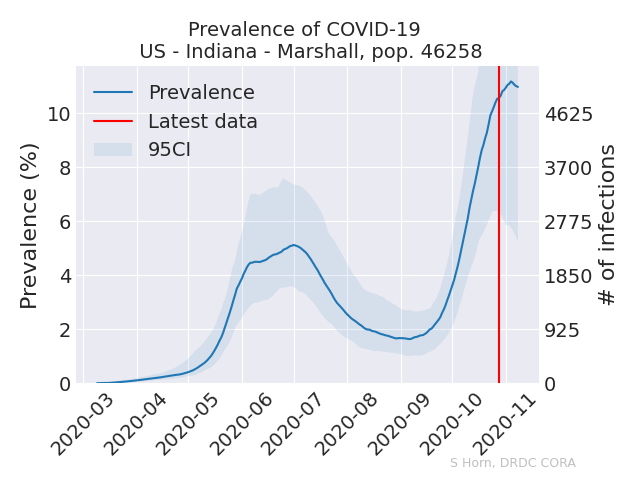 Prevalence of COVID-19
US - Indiana - Marshall, pop. 46258
Prevalence
Latest data
95CI
Prevalence (%)
10
8
6
4
2
0
4625
3700
2775
1850
925
0
# of infections
2020-03
2020-04
2020-05
2020-06
2020-07
2020-08
2020-09
2020-10
2020-11
S Horn, DRDC CORA